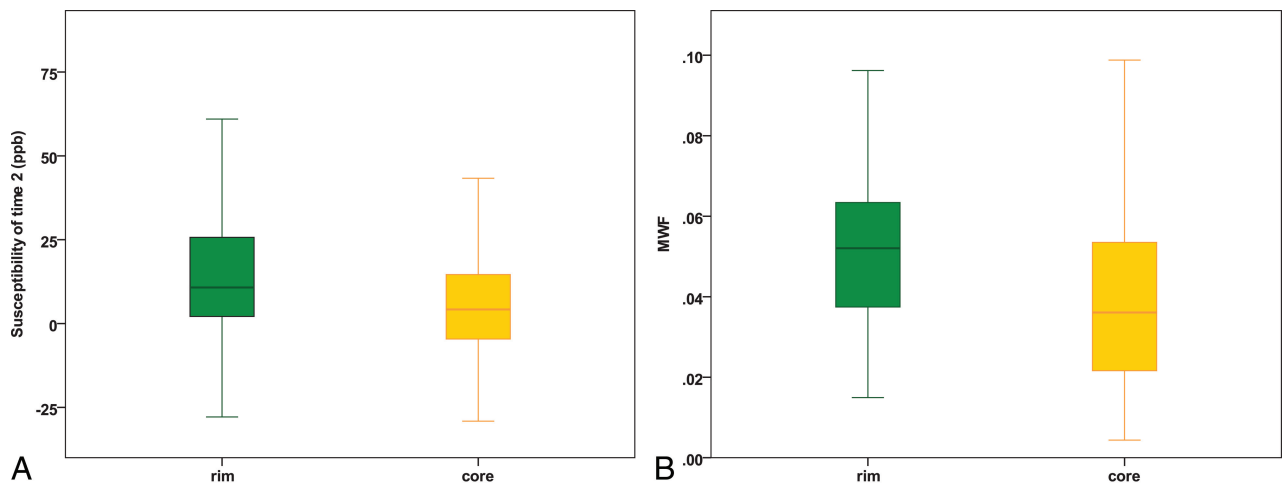 Susceptibility of time 2 (ppb)
75
50
25
0
-25
rim
core
A
MWF
.10
.08
.06
.04
.02
.00
rim
core
B